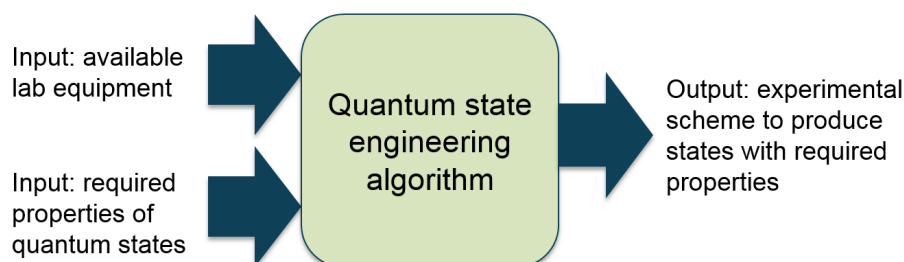 Input: available
lab equipment
Input: required
properties of
quantum states
Quantum state
engineering
algorithm
Output: experimental
scheme to produce
states with required
properties